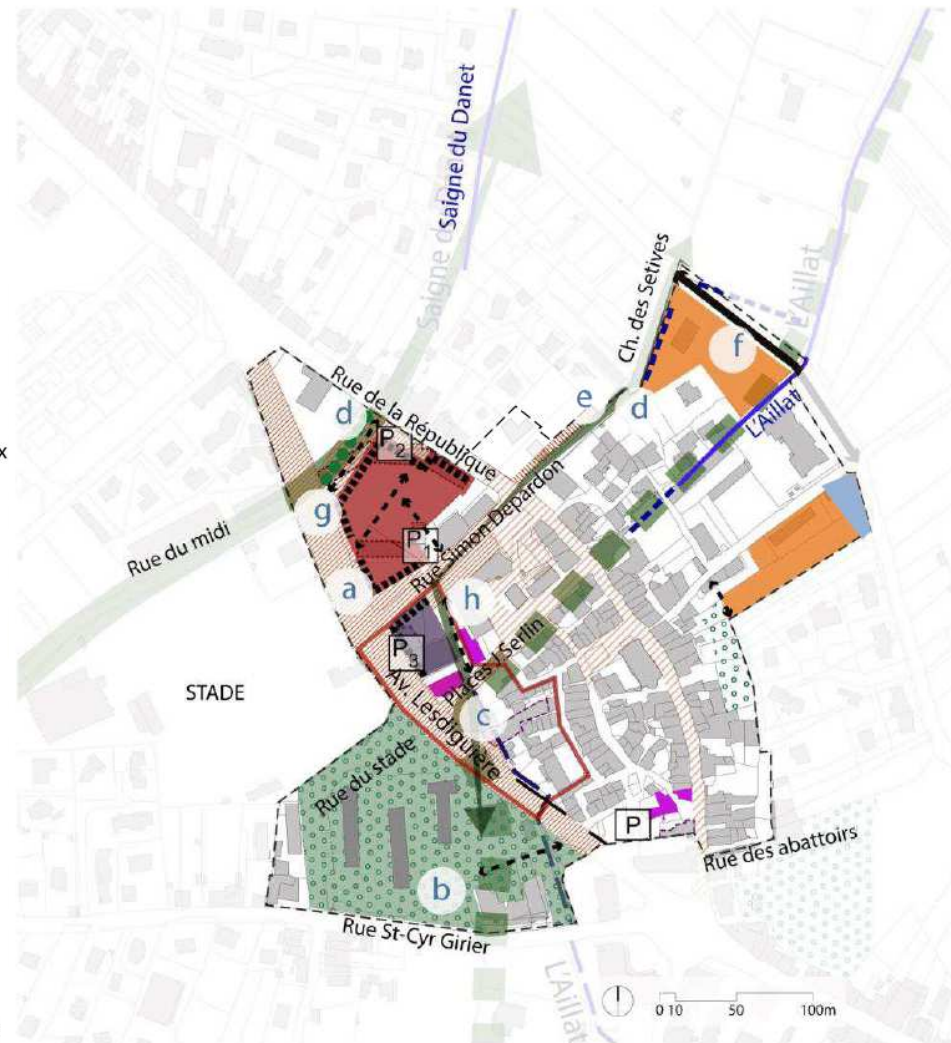 Saigne du Danet
Saigne d
L'Aillat
Ch. des Setives
f
e
d
L'Aillat
Rue de la République
d
P2
x
g
Rue du midi
P1
Rue Simon Depardon
a
h
P3
Places J Serlin
STADE
Av. Lesdiguière
c
Rue du stade
P
Rue des abattoirs
b
Rue St-Cyr Girier
L'Aillat
0 10 50 100m